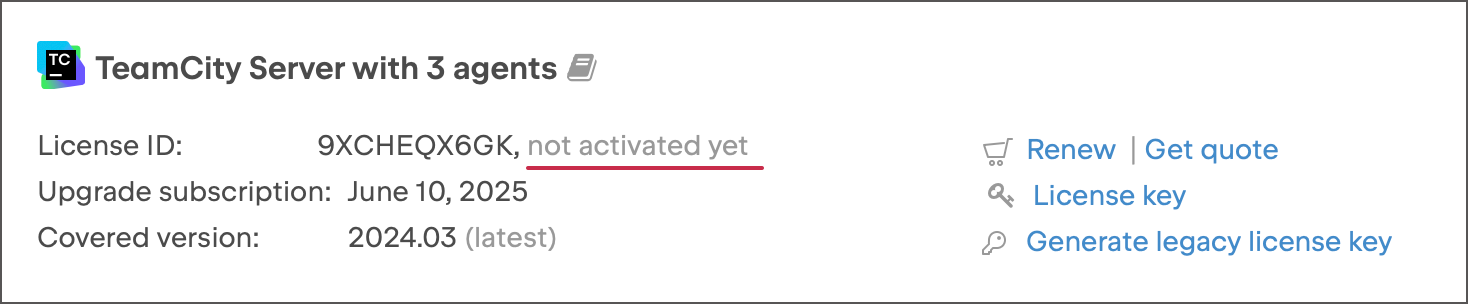 TC
TeamCity Server with 3 agents
License ID: 9XCHEQX6GK, not activated yet
Upgrade subscription: June 10, 2025
Covered version: 2024.03 (latest)
Renew | Get quote
License key
Generate legacy license key